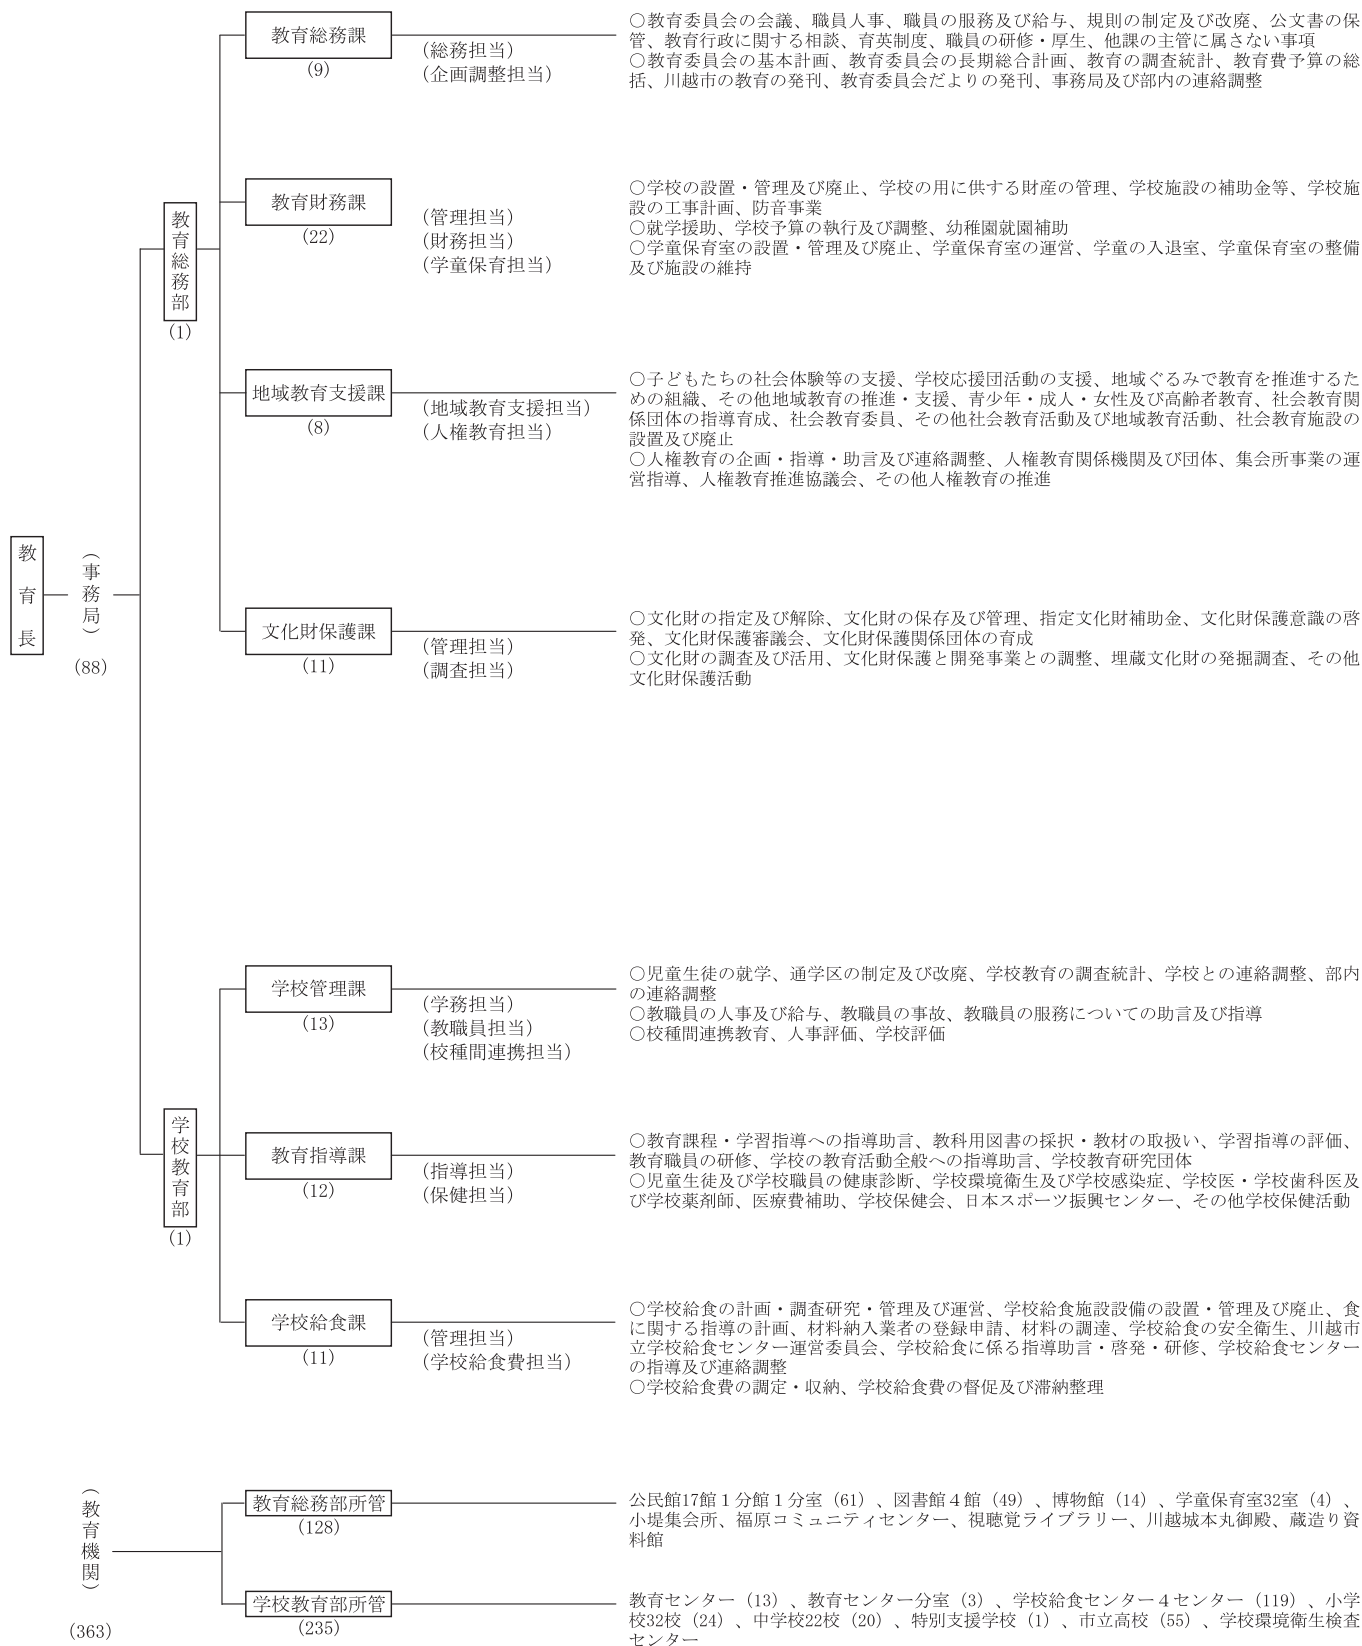 教育長
（事務局）
(88)
教育総務部
(1)
教育総務課
(9)
（総務担当）
（企画調整担当）
○教育委員会の会議、職員人事、職員の服務及び給与、規則の制定及び改廃、公文書の保
管、教育行政に関する相談、育英制度、職員の研修・厚生、他課の主管に属さない事項
○教育委員会の基本計画、教育委員会の長期総合計画、教育の調査統計、教育費予算の総
括、川越市の教育の発刊、教育委員会だよりの発刊、事務局及び部内の連絡調整
教育財務課
(22)
（管理担当）
（財務担当）
（学童保育担当）
○学校の設置・管理及び廃止、学校の用に供する財産の管理、学校施設の補助金等、学校施
設の工事計画、防音事業
○就学援助、学校予算の執行及び調整、幼稚園就園補助
○学童保育室の設置・管理及び廃止、学童保育室の運営、学童の入退室、学童保育室の整備
及び施設の維持
地域教育支援課
(8)
（地域教育支援担当）
（人権教育担当）
○子どもたちの社会体験等の支援、学校応援団活動の支援、地域ぐるみで教育を推進するた
めの組織、その他地域教育の推進・支援、青少年・成人・女性及び高齢者教育、社会教育関
係団体の指導育成、社会教育委員、その他社会教育活動及び地域教育活動、社会教育施設の
設置及び廃止
○人権教育の企画・指導・助言及び連絡調整、人権教育関係機関及び団体、集会所事業の運
営指導、人権教育推進協議会、その他人権教育の推進
文化財保護課
(11)
（管理担当）
（調査担当）
○文化財の指定及び解除、文化財の保存及び管理、指定文化財補助金、文化財保護意識の啓
発、文化財保護審議会、文化財保護関係団体の育成
○文化財の調査及び活用、文化財保護と開発事業との調整、埋蔵文化財の発掘調査、その他
文化財保護活動
学校教育部
(1)
学校管理課
(13)
（学務担当）
（教職員担当）
（校種間連携担当）
○児童生徒の就学、通学区の制定及び改廃、学校教育の調査統計、学校との連絡調整、部内
の連絡調整
○教職員の人事及び給与、教職員の事故、教職員の服務についての助言及び指導
○校種間連携教育、人事評価、学校評価
教育指導課
(12)
（指導担当）
（保健担当）
○教育課程・学習指導への指導助言、教科用図書の採択・教材の取扱い、学習指導の評価、
教育職員の研修、学校の教育活動全般への指導助言、学校教育研究団体
○児童生徒及び学校職員の健康診断、学校環境衛生及び学校感染症、学校医・学校歯科医及
び学校薬剤師、医療費補助、学校保健会、日本スポーツ振興センター、その他学校保健活動
学校給食課
(11)
（管理担当）
（学校給食費担当）
○学校給食の計画・調査研究・管理及び運営、学校給食施設設備の設置・管理及び廃止、食
に関する指導の計画、材料納入業者の登録申請、材料の調達、学校給食の安全衛生、川越市
立学校給食センター運営委員会、学校給食に係る指導助言・啓発・研修、学校給食センター
の指導及び連絡調整
○学校給食費の調定・収納、学校給食費の督促及び滞納整理
（教育機関）
(363)
教育総務部所管
(128)
公民館17館１分館１分室（61）、図書館４館（49）、博物館（14）、学童保育室32室（4）、
小堤集会所、福原コミュニティセンター、視聴覚ライブラリー、川越城本丸御殿、蔵造り資
料館
学校教育部所管
(235)
教育センター（13）、教育センター分室（3）、学校給食センター４センター（119）、小学
校32校（24）、中学校22校（20）、特別支援学校（1）、市立高校（55）、学校環境衛生検査
センター